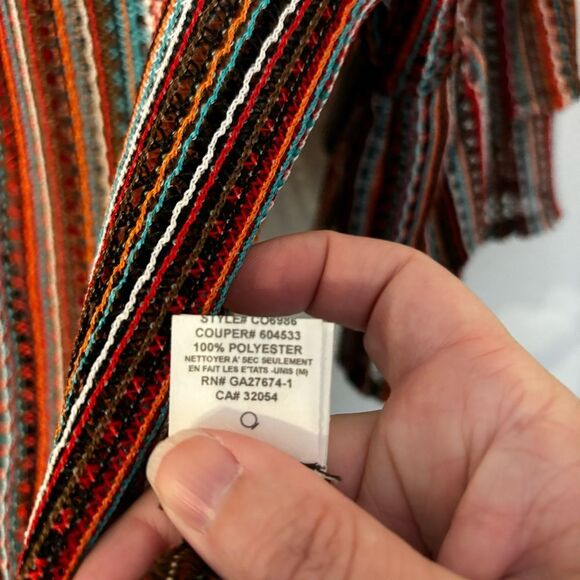 STYLE# CO6986
COUPER# 604533
100% POLYESTER
NETTOYER A' SEC SEULEMENT
EN FAIT LES E'TATS -UNIS (M)
RN# GA27674-1
CA# 32054